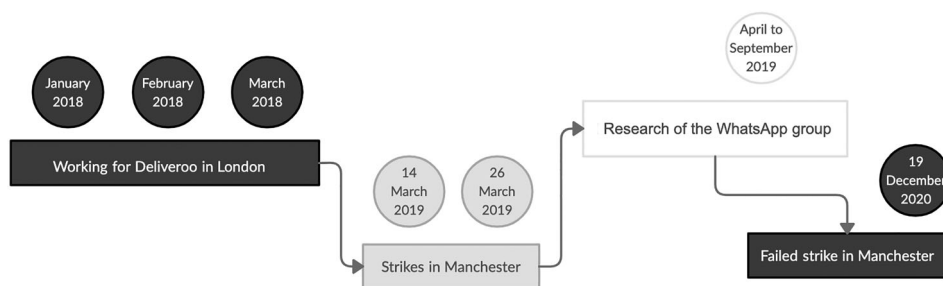 January
2018
February
2018
March
2018
Working for Deliveroo in London
14
March
2019
26
March
2019
Strikes in Manchester
April to
September
2019
Research of the WhatsApp group
19
December
2020
Failed strike in Manchester